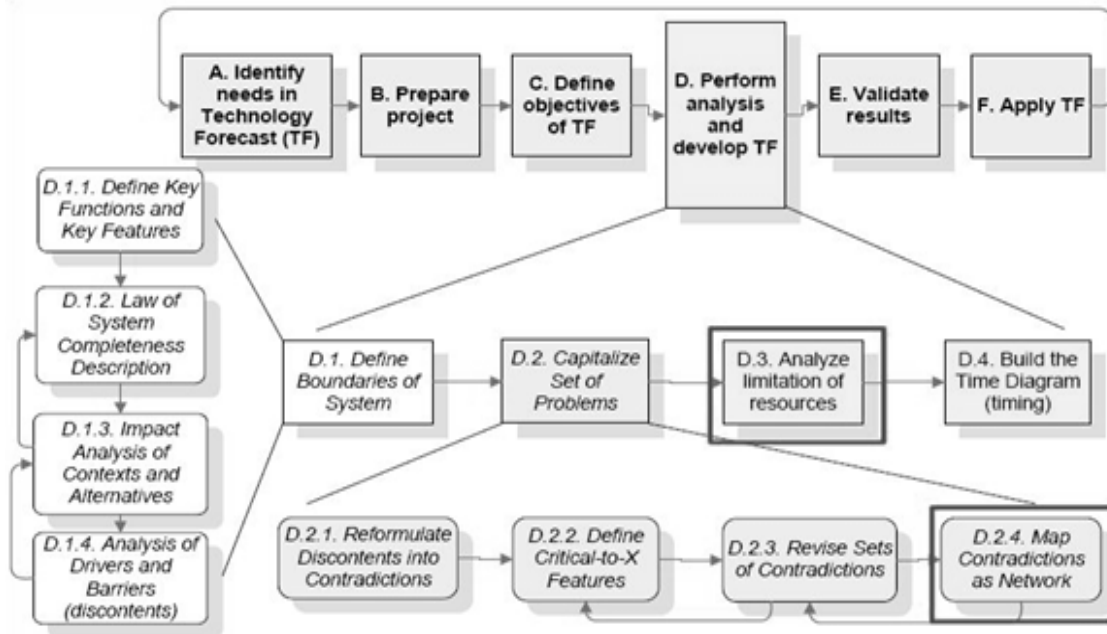 A. Identify
needs in
Technology
Forecast (TF)
B. Prepare
project
C. Define
objectives
of TF
D. Perform
analysis
and
develop TF
E. Validate
results
F. Apply TF
D.1.1. Define Key
Functions and
Key Features
D.1.2. Law of
System
Completeness
Description
D.1.3. Impact
Analysis of
Contexts and
Alternatives
D.1.4. Analysis of
Drivers and
Barriers
(discontents)
D.1. Define
Boundaries of
System
D.2. Capitalize
Set of
Problems
D.3. Analyze
limitation of
resources
D.4. Build the
Time Diagram
(timing)
D.2.1. Reformulate
Discontents into
Contradictions
D.2.2. Define
Critical-to-X
Features
D.2.3. Revise Sets
of Contradictions
D.2.4. Map
Contradictions
as Network